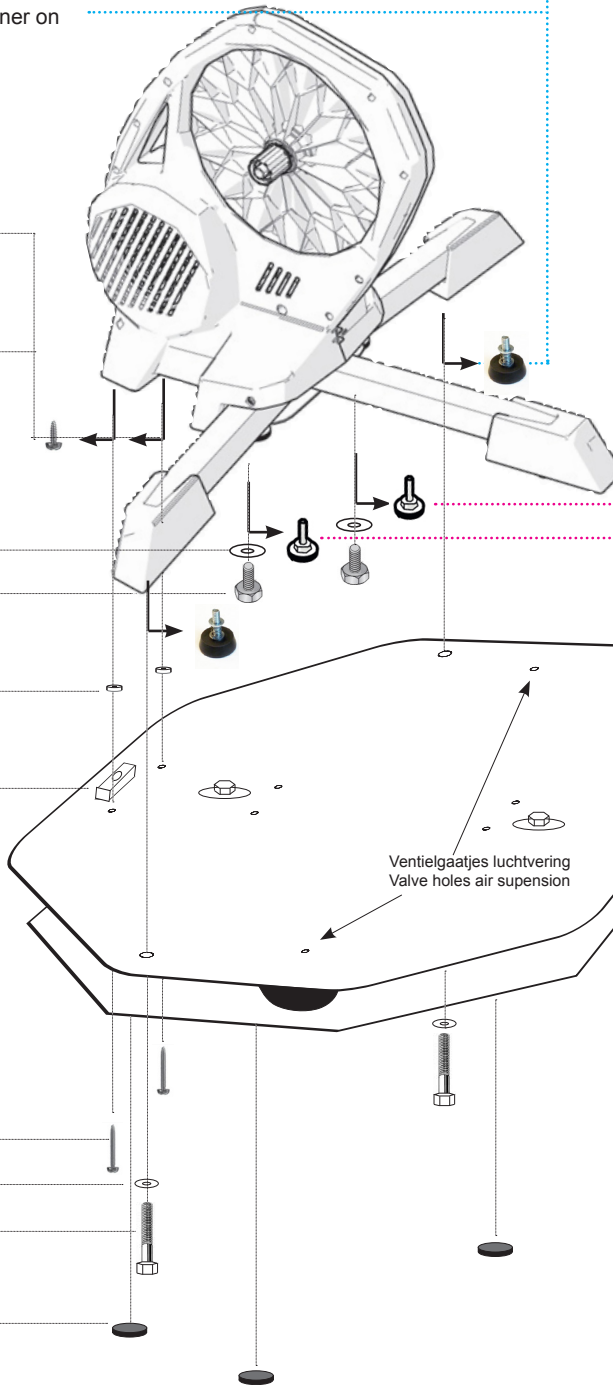 ner on
Ventielgaatjes luchtvering
Valve holes air supension